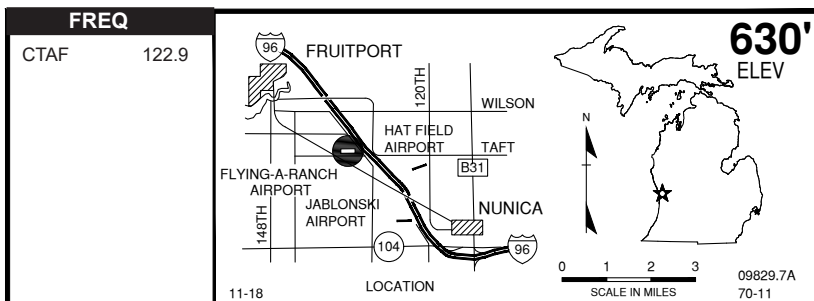 FREQ
CTAF 122.9
96
FRUITPORT
120TH
WILSON
HAT FIELD
AIRPORT
TAFT
B31
FLYING-A-RANCH
AIRPORT
JABLONSKI
AIRPORT
148TH
NUNICA
104
96
11-18
LOCATION
630'
ELEV
N
0 1 2 3
SCALE IN MILES
09829.7A
70-11